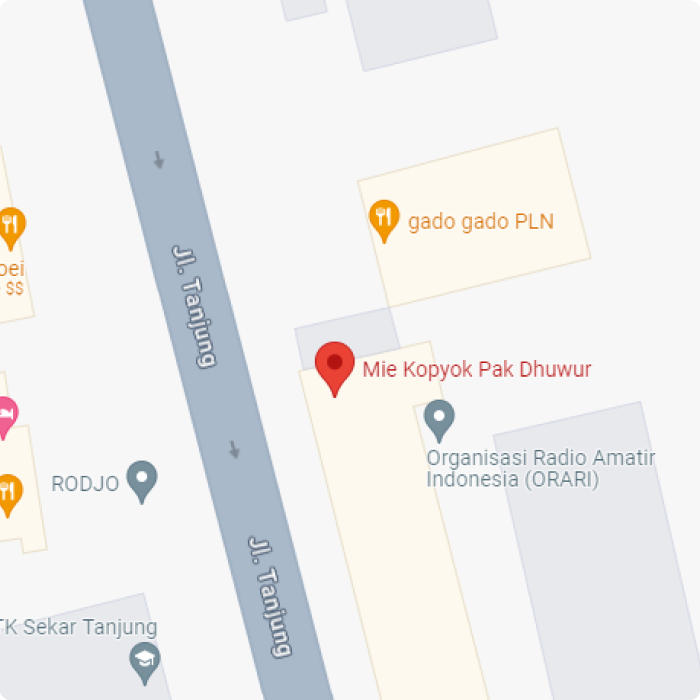 gado gado PLN
Jl. Tanjung
oei
$$
Mie Kopyok Pak Dhuwur
Organisasi Radio Amatir
Indonesia (ORARI)
RODJO
Jl. Tanjung
TK Sekar Tanjung